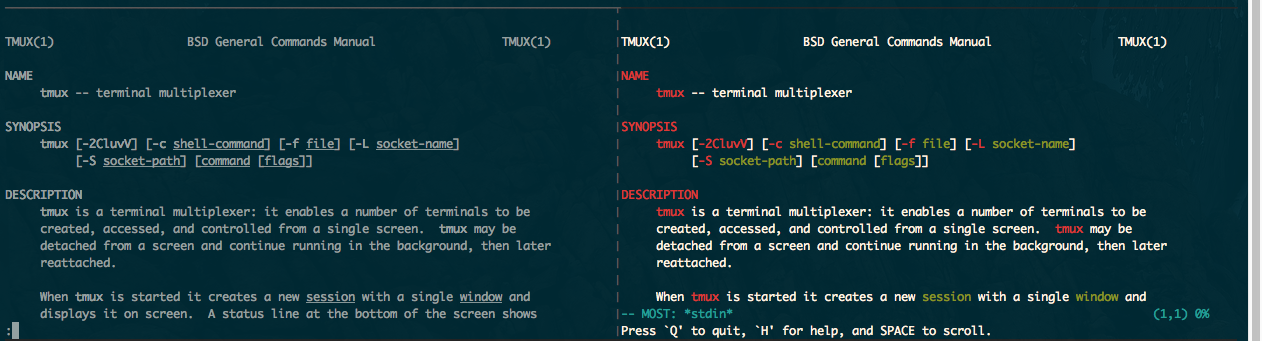 TMUX(1) BSD General Commands Manual TMUX(1)
NAME
tmux -- terminal multiplexer
SYNOPSIS
tmux [-2CluvV] [-c shell-command] [-f file] [-L socket-name]
[-S socket-path] [command [flags]]
DESCRIPTION
tmux is a terminal multiplexer: it enables a number of terminals to be
created, accessed, and controlled from a single screen. tmux may be
detached from a screen and continue running in the background, then later
reattached.
When tmux is started it creates a new session with a single window and
displays it on screen. A status line at the bottom of the screen shows
:
TMUX(1) BSD General Commands Manual TMUX(1)
NAME
tmux -- terminal multiplexer
SYNOPSIS
tmux [-2CluvV] [-c shell-command] [-f file] [-L socket-name]
[-S socket-path] [command [flags]]
DESCRIPTION
tmux is a terminal multiplexer: it enables a number of terminals to be
created, accessed, and controlled from a single screen. tmux may be
detached from a screen and continue running in the background, then later
reattached.
When tmux is started it creates a new session with a single window and
-- MOST: *stdin* (1,1) 0%
Press `Q' to quit, `H' for help, and SPACE to scroll.